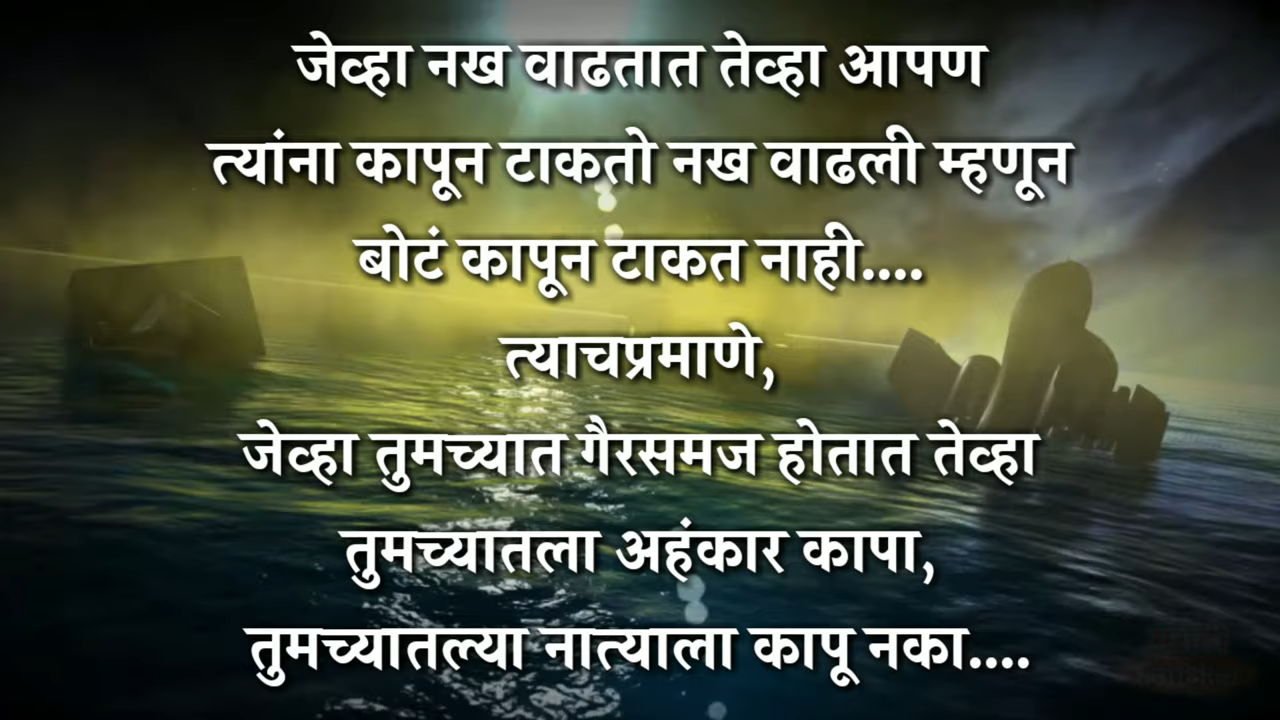 जेव्हा नख वाढतात तेव्हा आपण
त्यांना कापून टाकतो नख वाढली म्हणून
बोटं कापून टाकत नाही....
त्याचप्रमाणे,
जेव्हा तुमच्यात गैरसमज होतात तेव्हा
तुमच्यातला अहंकार कापा,
तुमच्यातल्या नात्याला कापू नका....